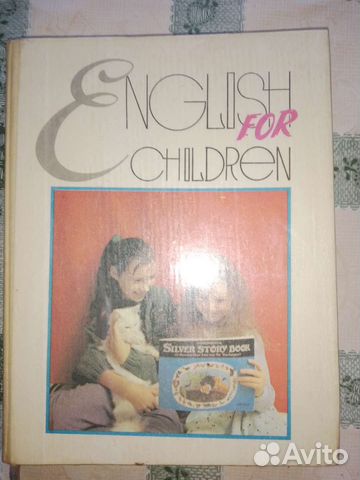 ENGLISH
FOR
CHILDREN
SILVER STORY BOOK
Avito